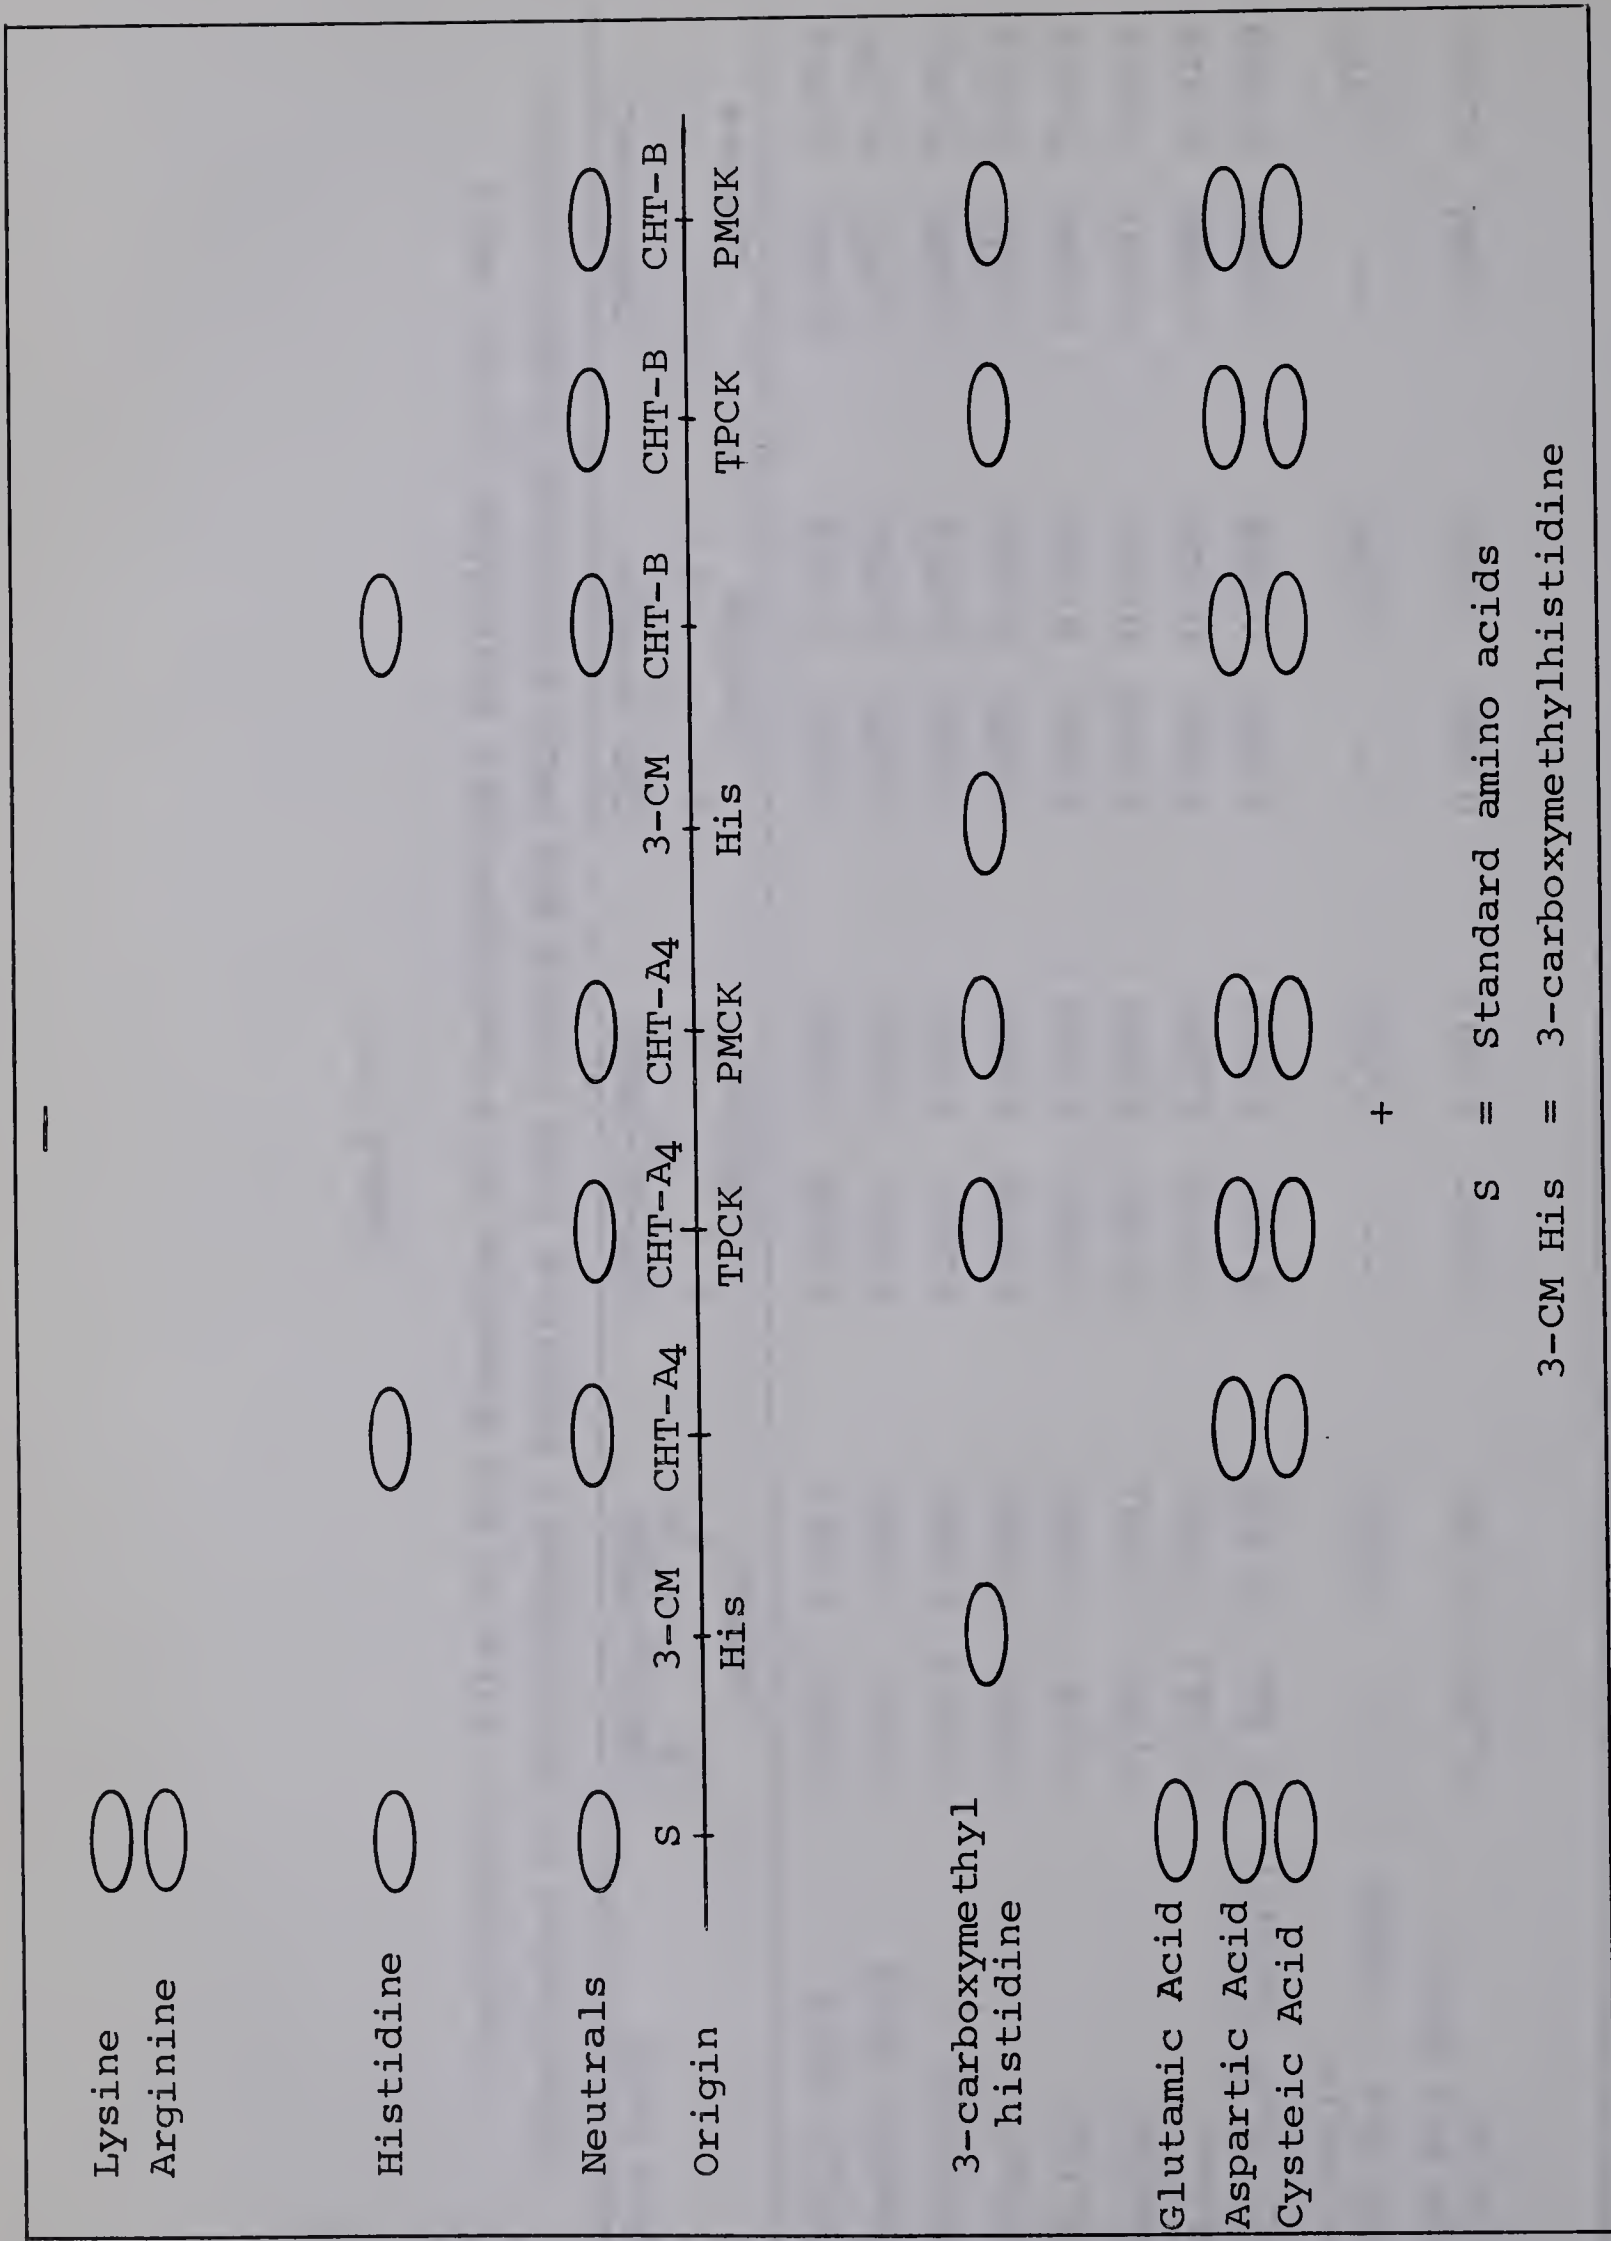 −
Lysine
Arginine
Histidine
Neutrals
S 3-CM CHT-A4 CHT-A4 CHT-A4 3-CM CHT-B CHT-B CHT-B
Origin
His TPCK PMCK His TPCK PMCK
3-carboxymethyl
histidine
Glutamic Acid
Aspartic Acid
Cysteic Acid
+
S = Standard amino acids
3-CM His = 3-carboxymethylhistidine